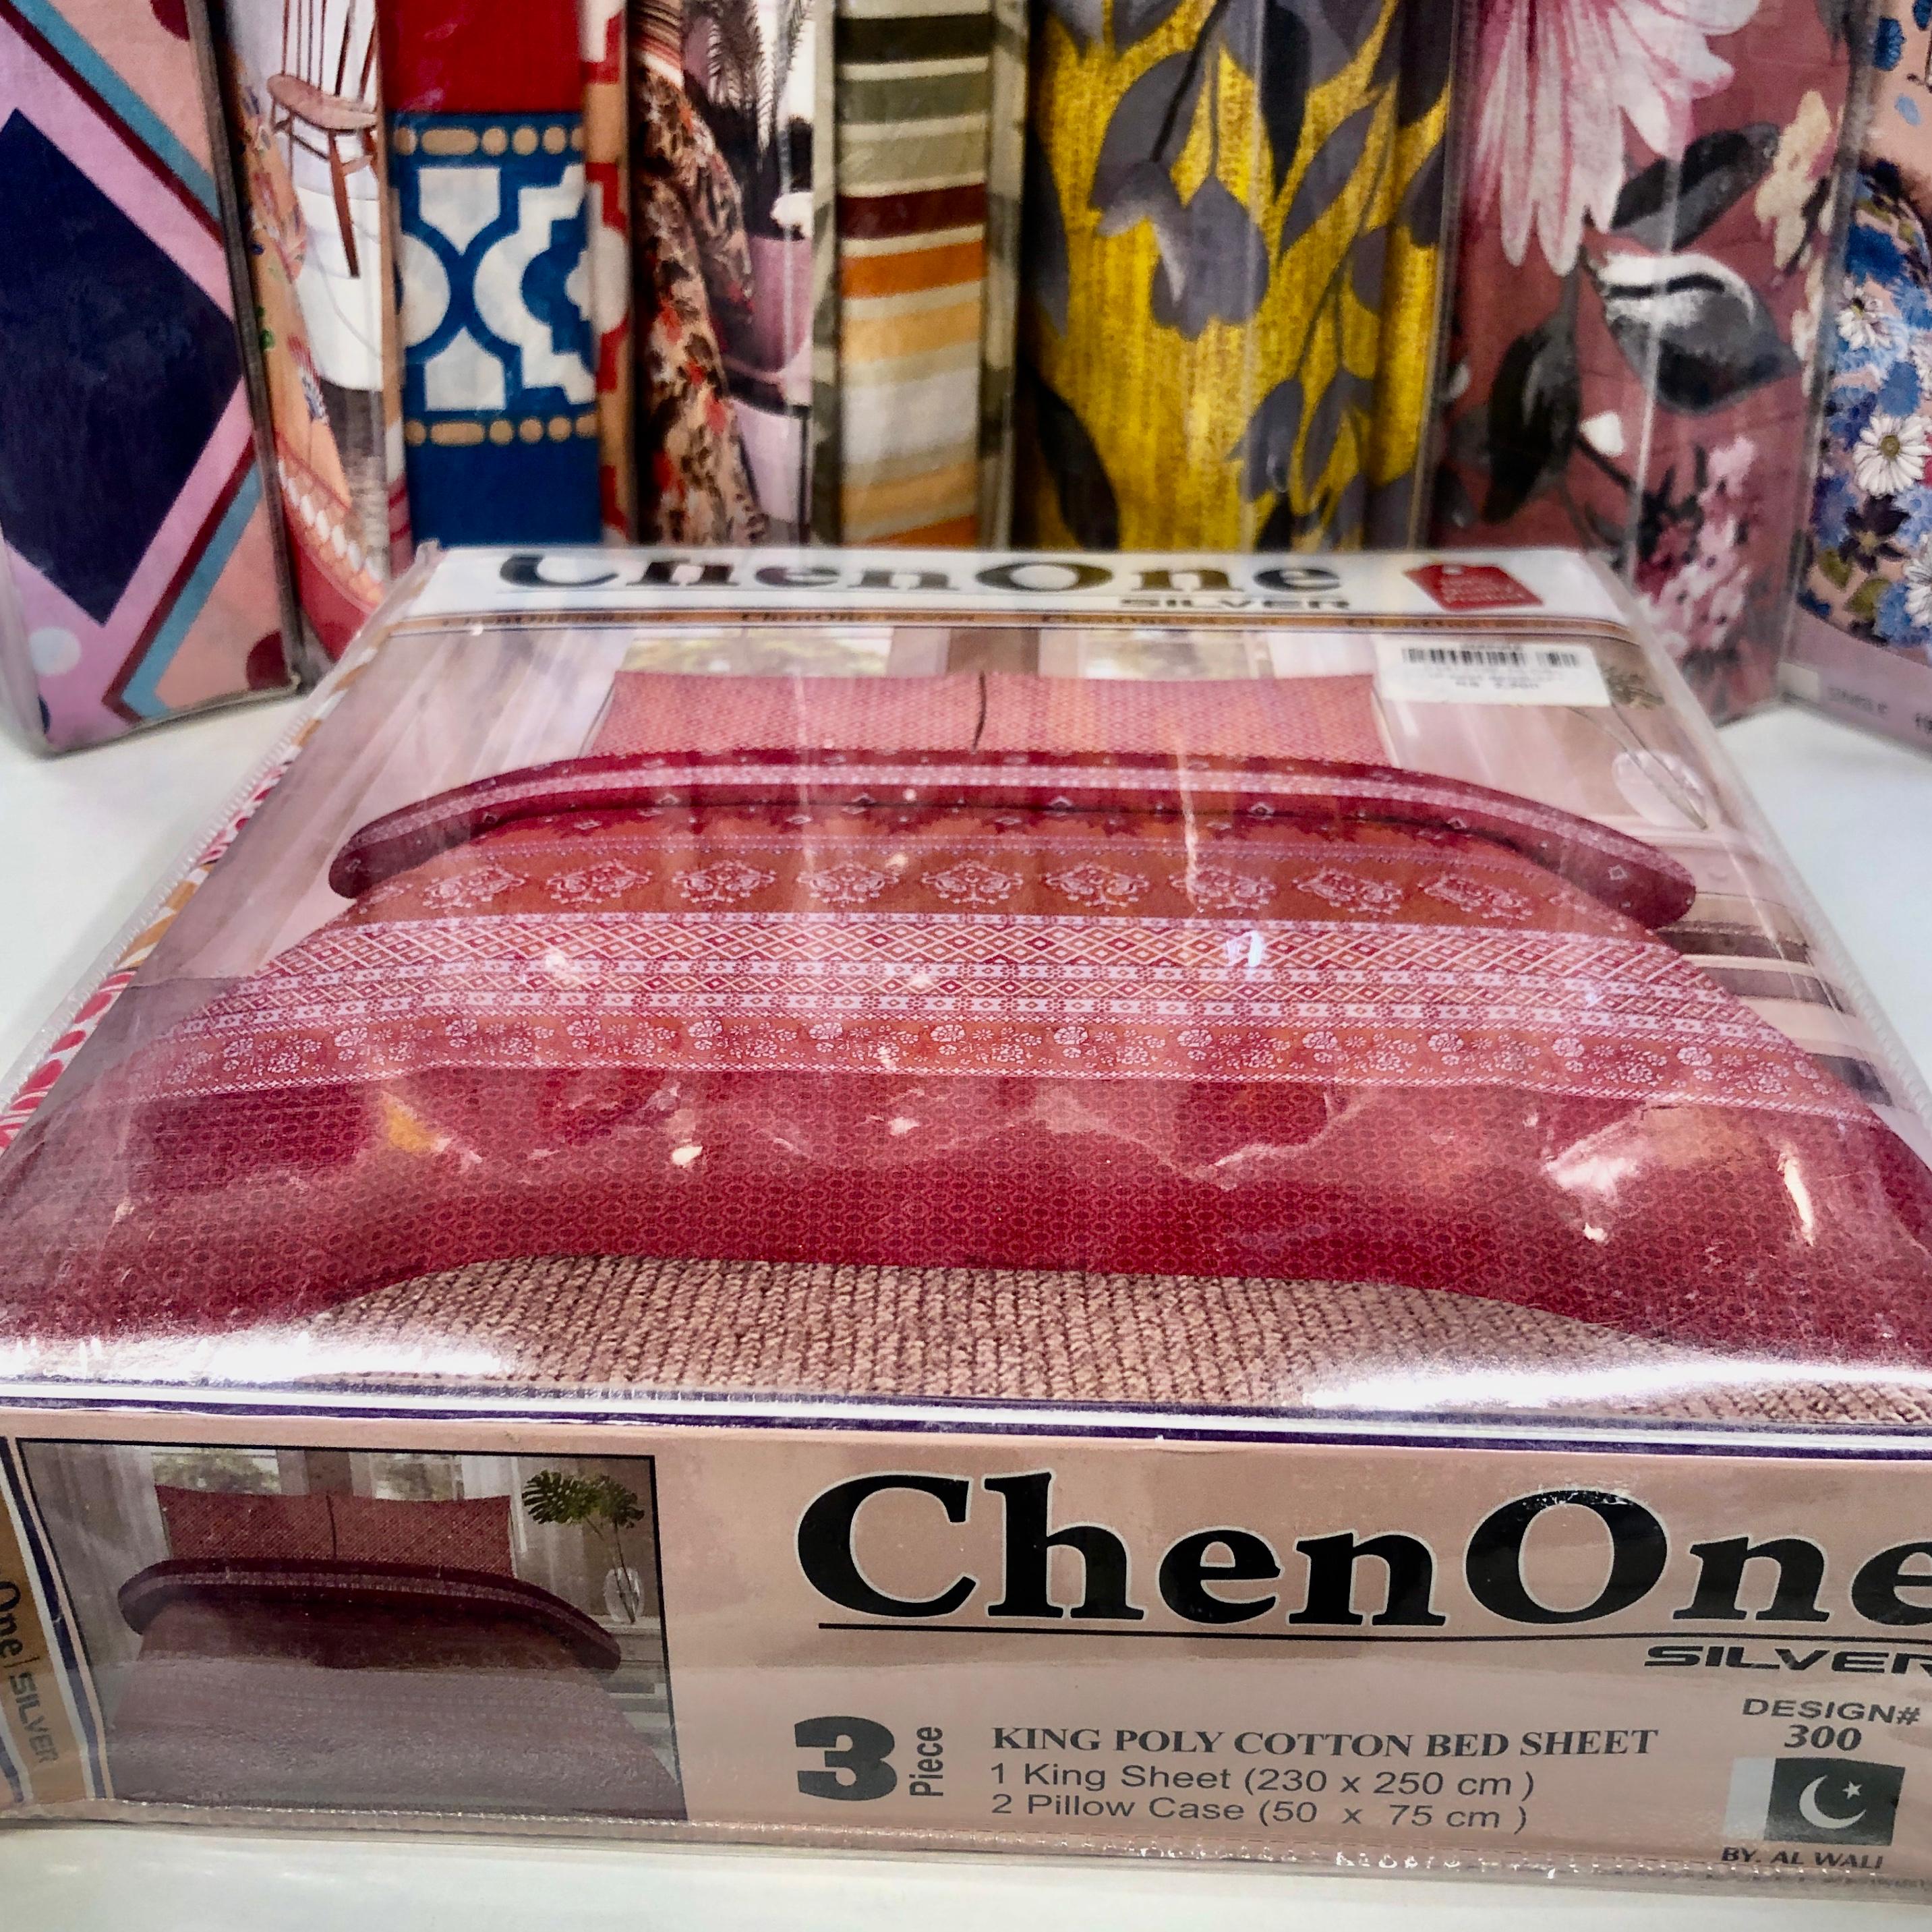 ChenOne
SILVER
ChenOne
SILVER
3
Piece
KING POLY COTTON BED SHEET
1 King Sheet (230 x 250 cm )
2 Pillow Case (50 x 75 cm )
DESIGN#
300
BY. AL WALI
One|SILVER
SINGLE